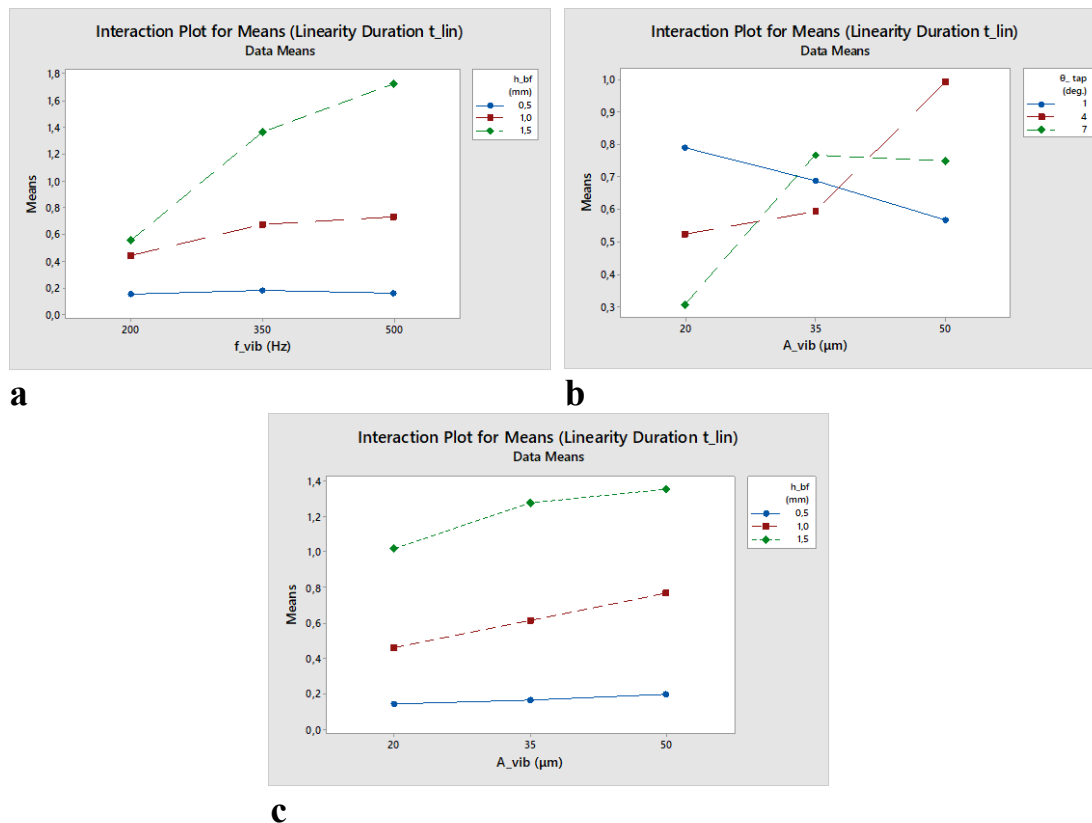 Interaction Plot for Means (Linearity Duration t_lin)
Data Means
1,8
1,6
1,4
1,2
1,0
0,8
0,6
0,4
0,2
0,0
Means
200
350
500
f_vib (Hz)
h_bf
(mm)
0,5
1,0
1,5
a
Interaction Plot for Means (Linearity Duration t_lin)
Data Means
1,0
0,9
0,8
0,7
0,6
0,5
0,4
0,3
Means
20
35
50
A_vib (µm)
θ_ tap
(deg.)
1
4
7
b
Interaction Plot for Means (Linearity Duration t_lin)
Data Means
1,4
1,2
1,0
0,8
0,6
0,4
0,2
0,0
Means
20
35
50
A_vib (µm)
h_bf
(mm)
0,5
1,0
1,5
c